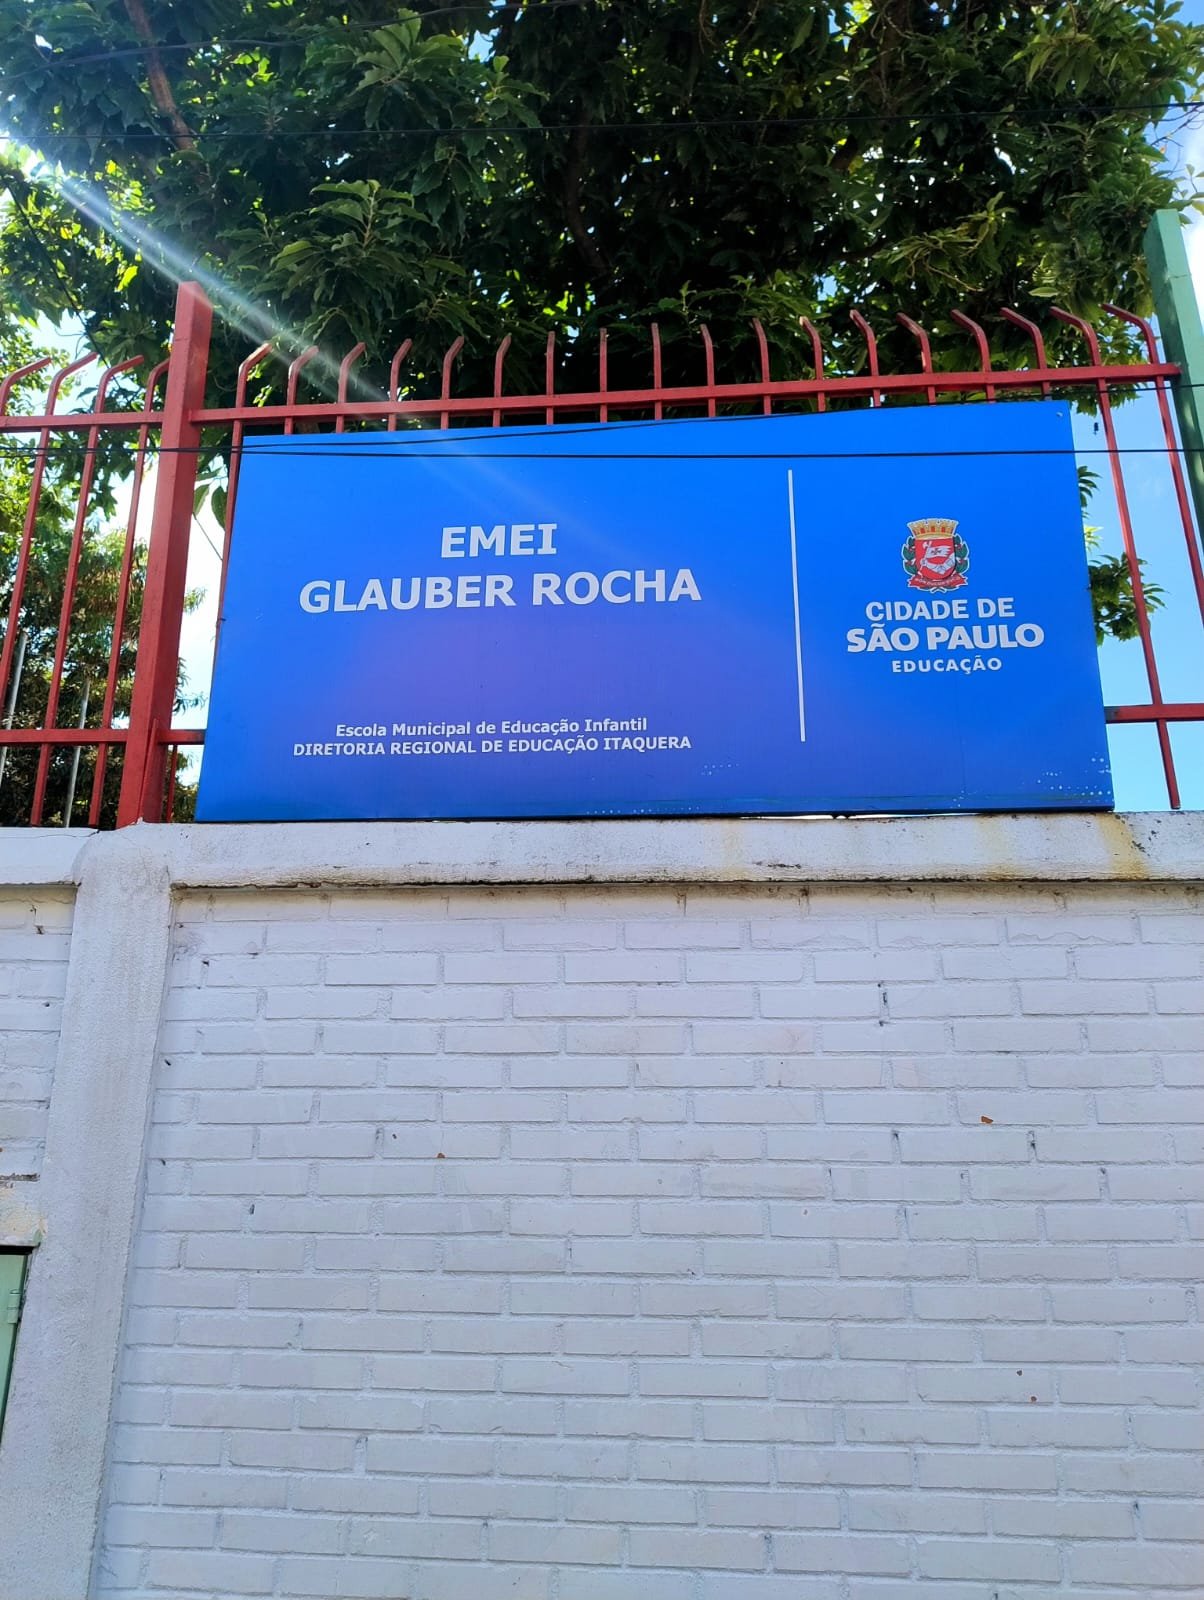 EMEI
GLAUBER ROCHA
Escola Municipal de Educação Infantil
DIRETORIA REGIONAL DE EDUCAÇÃO ITAQUERA
CIDADE DE
SÃO PAULO
EDUCAÇÃO